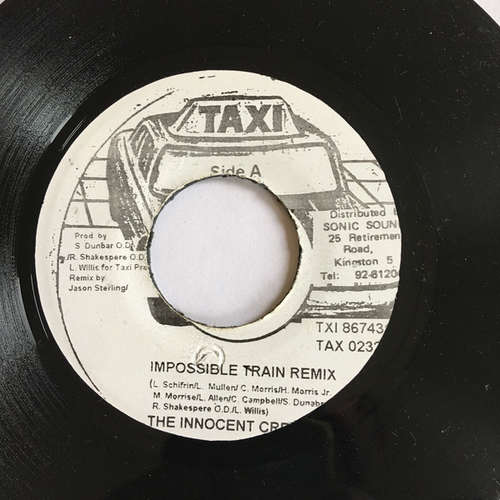 TAXI
Side A
Prod by
S. Dunbar O.D./
R. Shakespere O.D.
L. Willis for Taxi Pro
Remix by
Jason Sterling/
Distributed
SONIC SOUN
25 Retiremen
Road,
Kingston 5
Tel: 92-6120
TXI 86743
TAX 023
IMPOSSIBLE TRAIN REMIX
(L. Schifrin/L. Mullen/ C. Morris/H. Morris Jr.
M. Morrise/L. Allen/C. Campbell/S. Dunabr
R. Shakespere O.D./L. Willis)
THE INNOCENT CRE